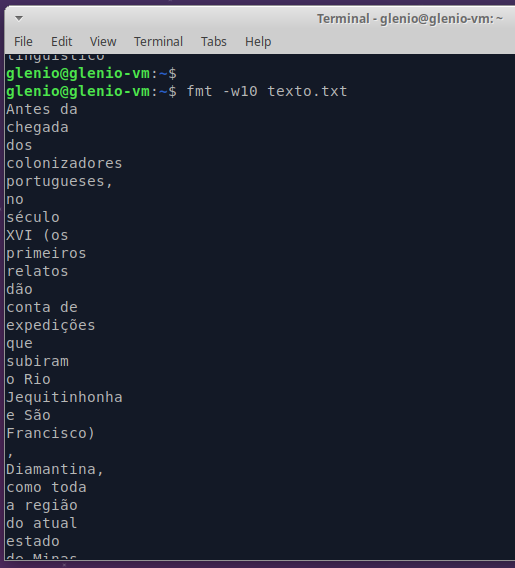 Terminal - glenio@glenio-vm: ~
File Edit View Terminal Tabs Help
linguístico
glenio@glenio-vm:~$
glenio@glenio-vm:~$ fmt -w10 texto.txt
Antes da
chegada
dos
colonizadores
portugueses,
no
século
XVI (os
primeiros
relatos
dão
conta de
expedições
que
subiram
o Rio
Jequitinhonha
e São
Francisco)
,
Diamantina,
como toda
a região
do atual
estado
de Minas